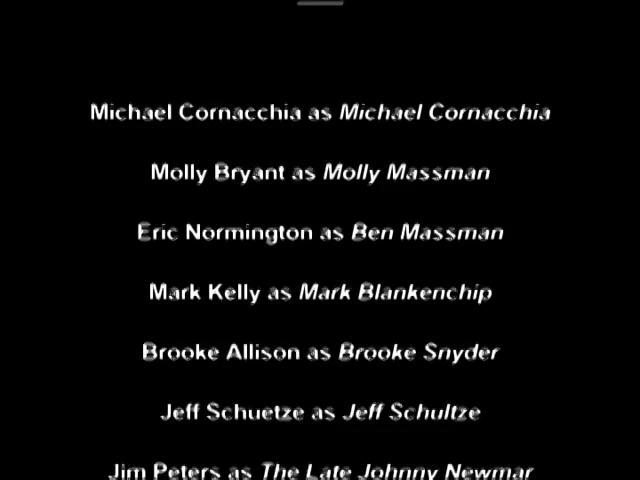 Michael Cornacchia as Michael Cornacchia
Molly Bryant as Molly Massman
Eric Normington as Ben Massman
Mark Kelly as Mark Blankenchip
Brooke Allison as Brooke Snyder
Jeff Schuetze as Jeff Schultze
Jim Peters as The Late Johnny Newmar